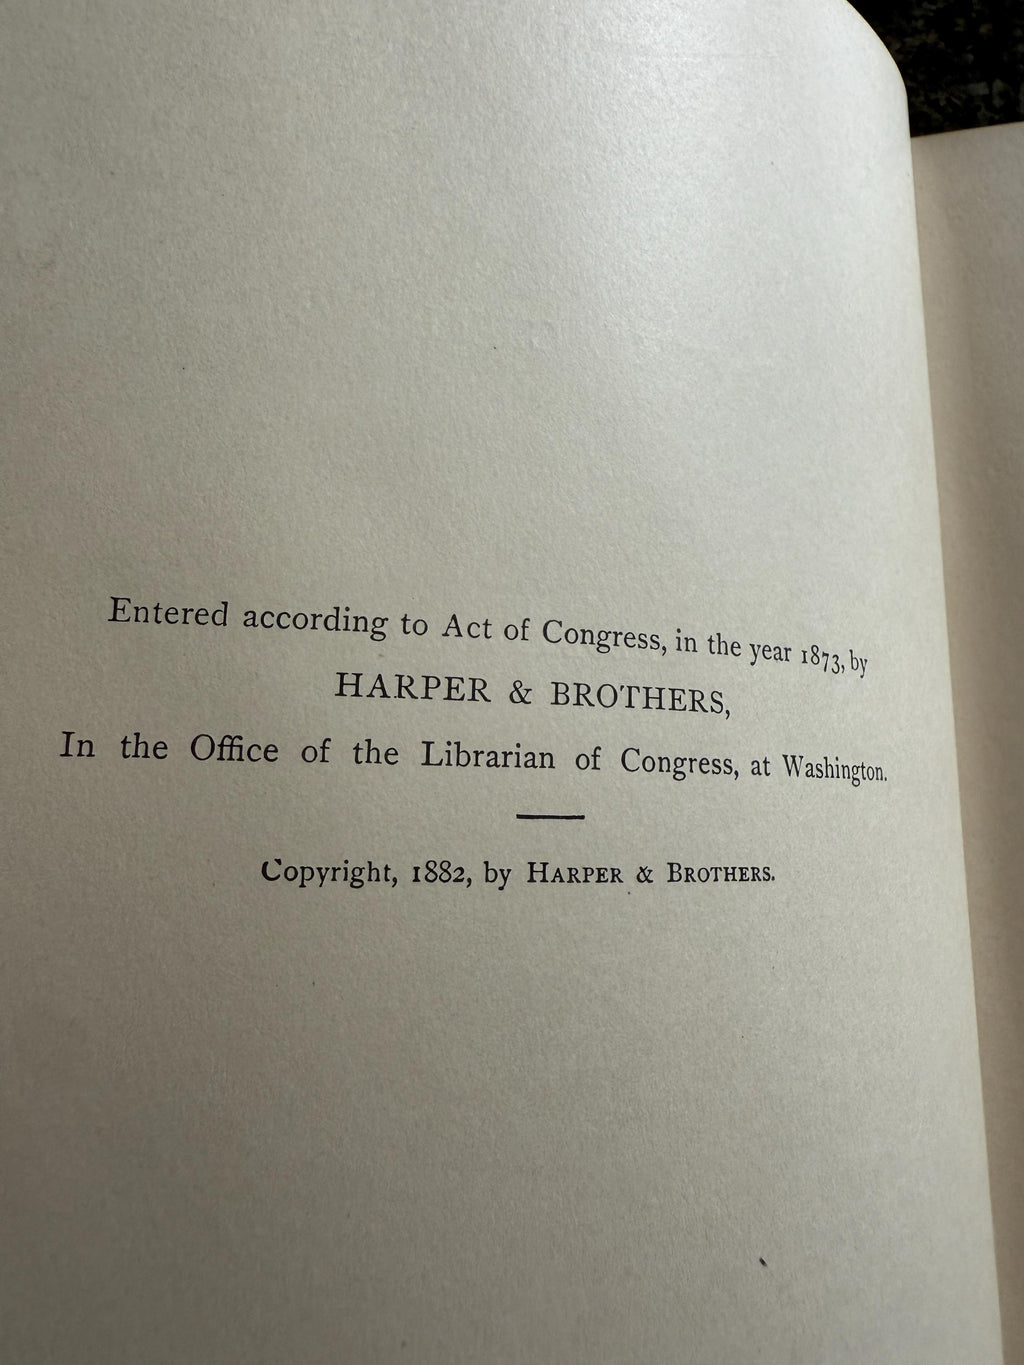 Entered according to Act of Congress, in the year 1873, by
HARPER & BROTHERS,
In the Office of the Librarian of Congress, at Washington.
Copyright, 1882, by HARPER & BROTHERS.